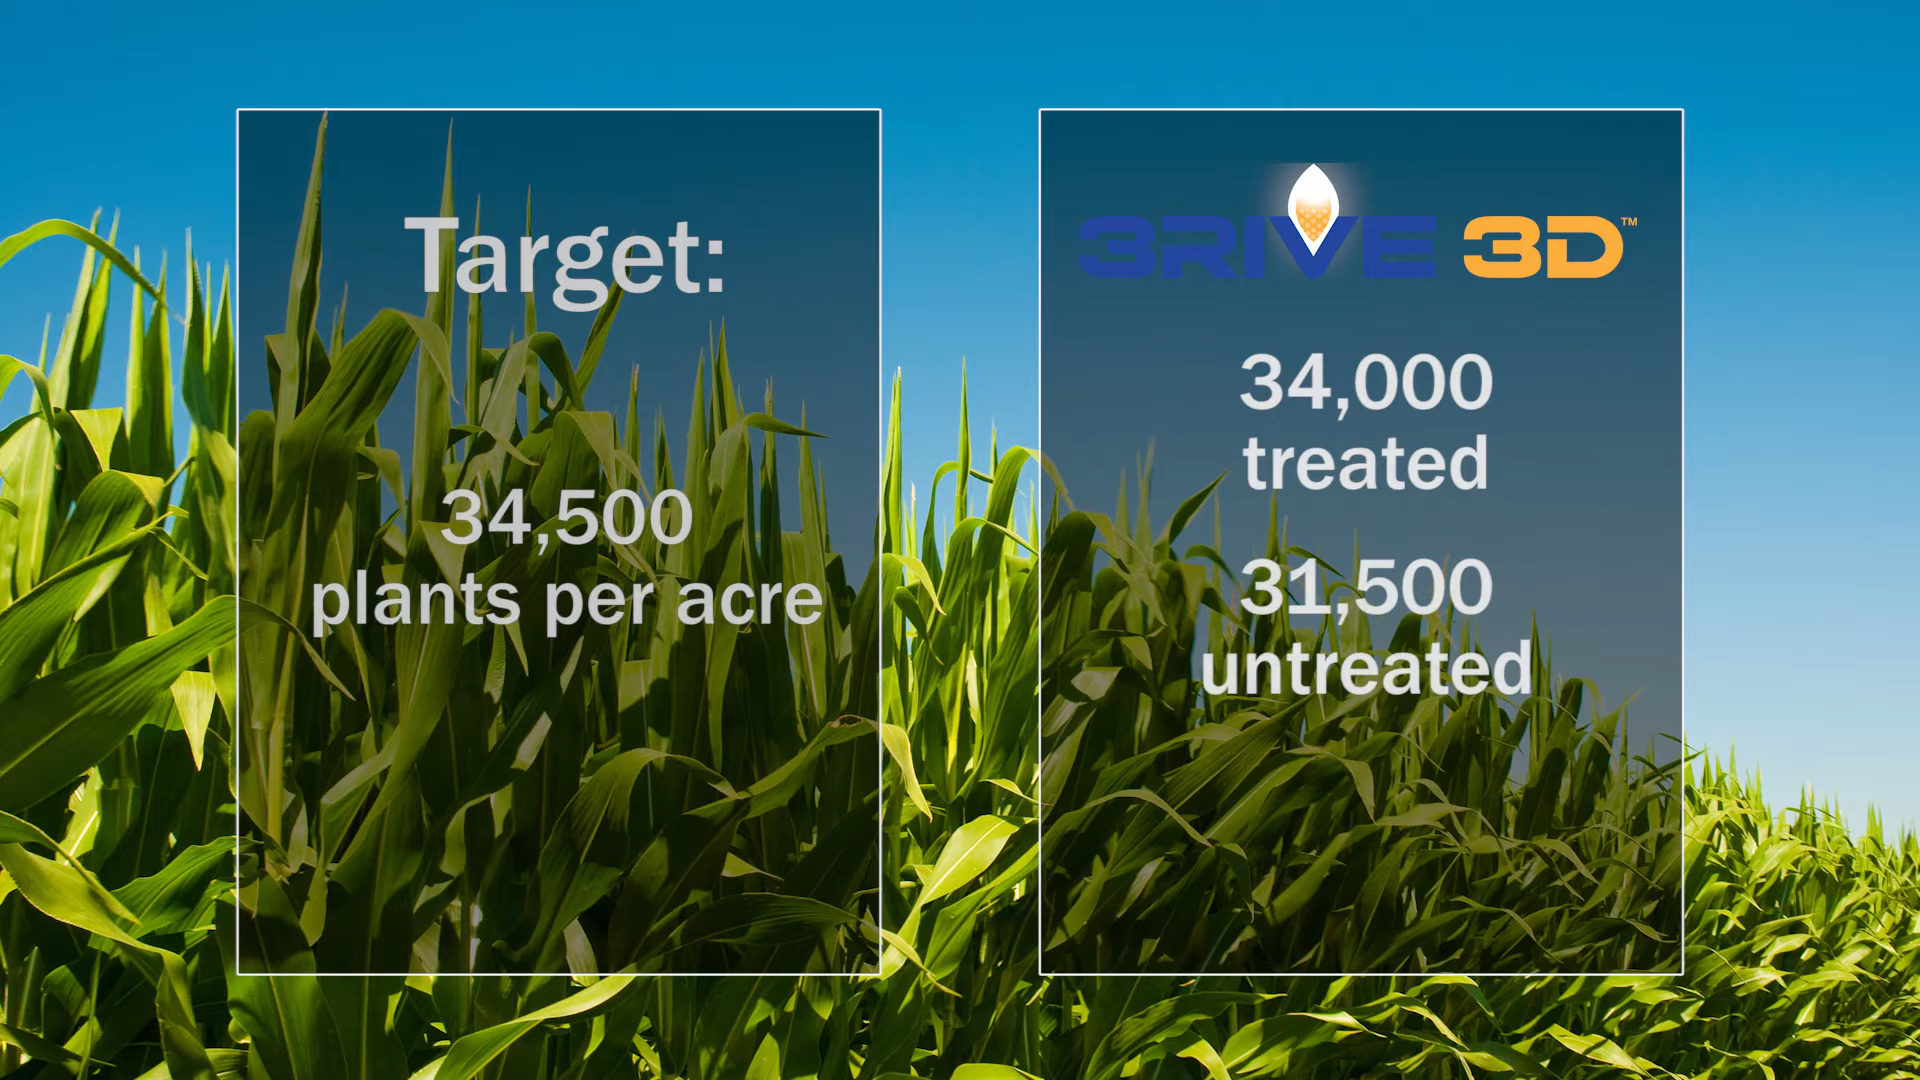 Target:
34,500
plants per acre
3RIVE 3D™
34,000
treated
31,500
untreated